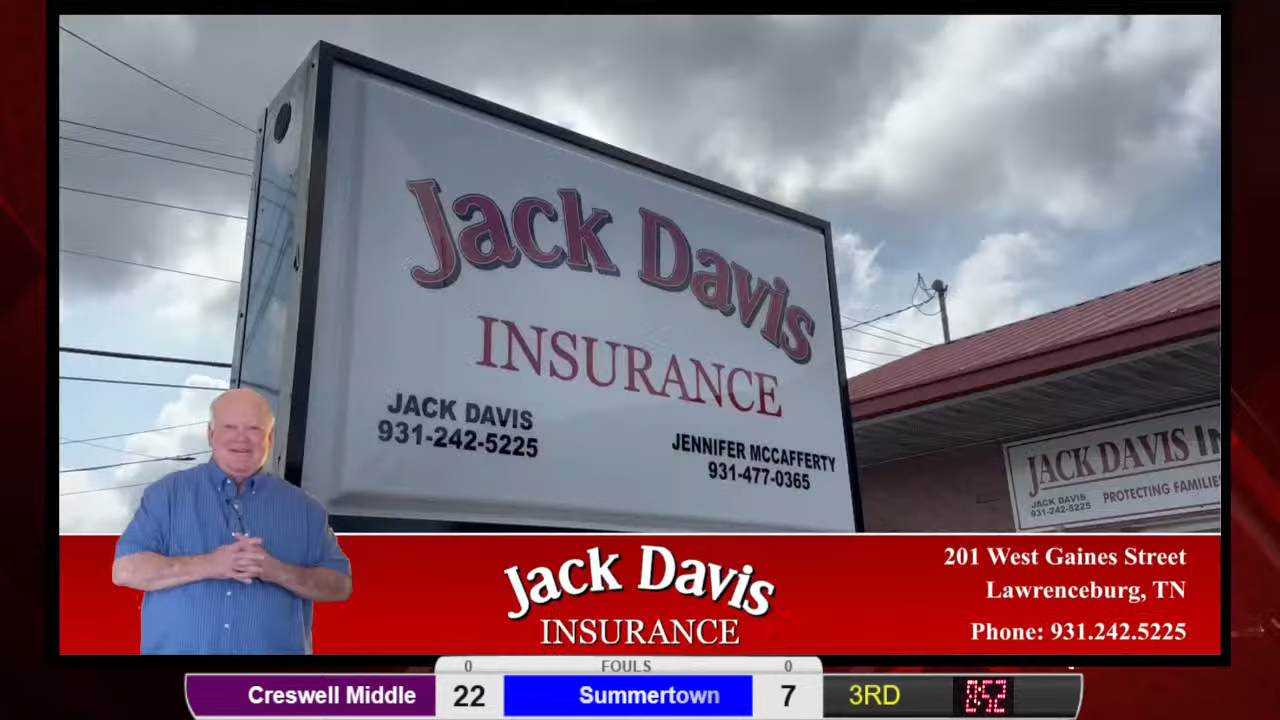 Jack Davis
INSURANCE
JACK DAVIS
931-242-5225
JENNIFER MCCAFFERTY
931-477-0365
JACK DAVIS
JACK DAVIS
931-242-5225
PROTECTING
Jack Davis
INSURANCE
201 West Gaines Street
Lawrenceburg, TN
Phone: 931.242.5225
0 FOULS 0
Creswell Middle 22 Summertown 7 3RD